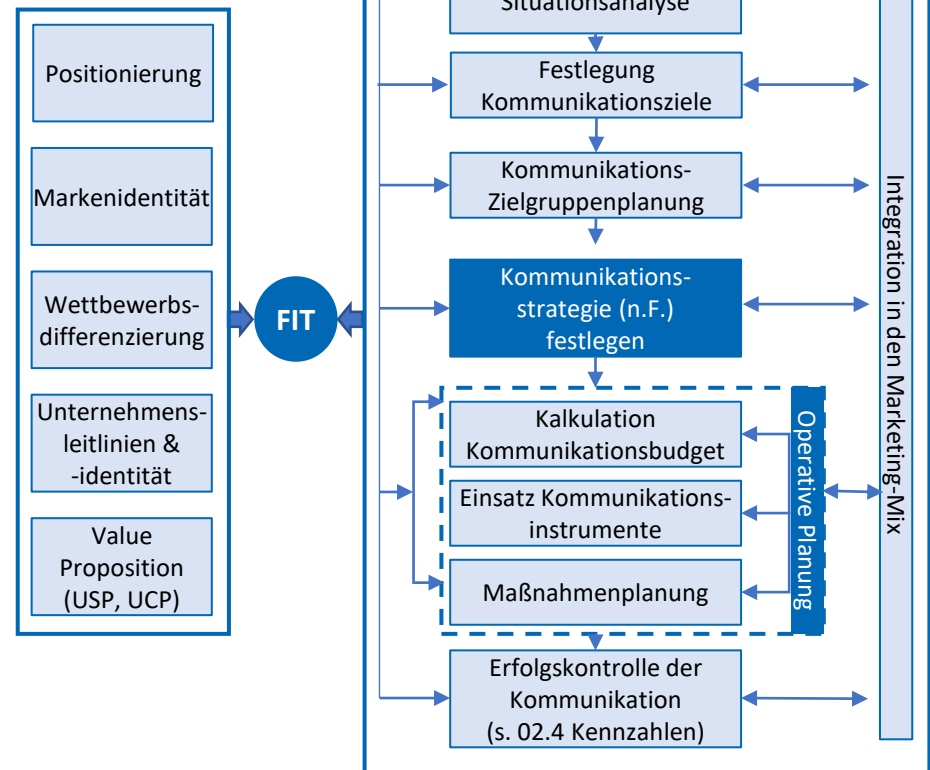 Positionierung
Markenidentität
Wettbewerbs-
differenzierung
Unternehmens-
leitlinien &
-identität
Value
Proposition
(USP, UCP)
FIT
Situationsanalyse
Festlegung
Kommunikationsziele
Kommunikations-
Zielgruppenplanung
Kommunikations-
strategie (n.F.)
festlegen
Kalkulation
Kommunikationsbudget
Einsatz Kommunikations-
instrumente
Maßnahmenplanung
Operative Planung
Erfolgskontrolle der
Kommunikation
(s. 02.4 Kennzahlen)
Integration in den Marketing-Mix